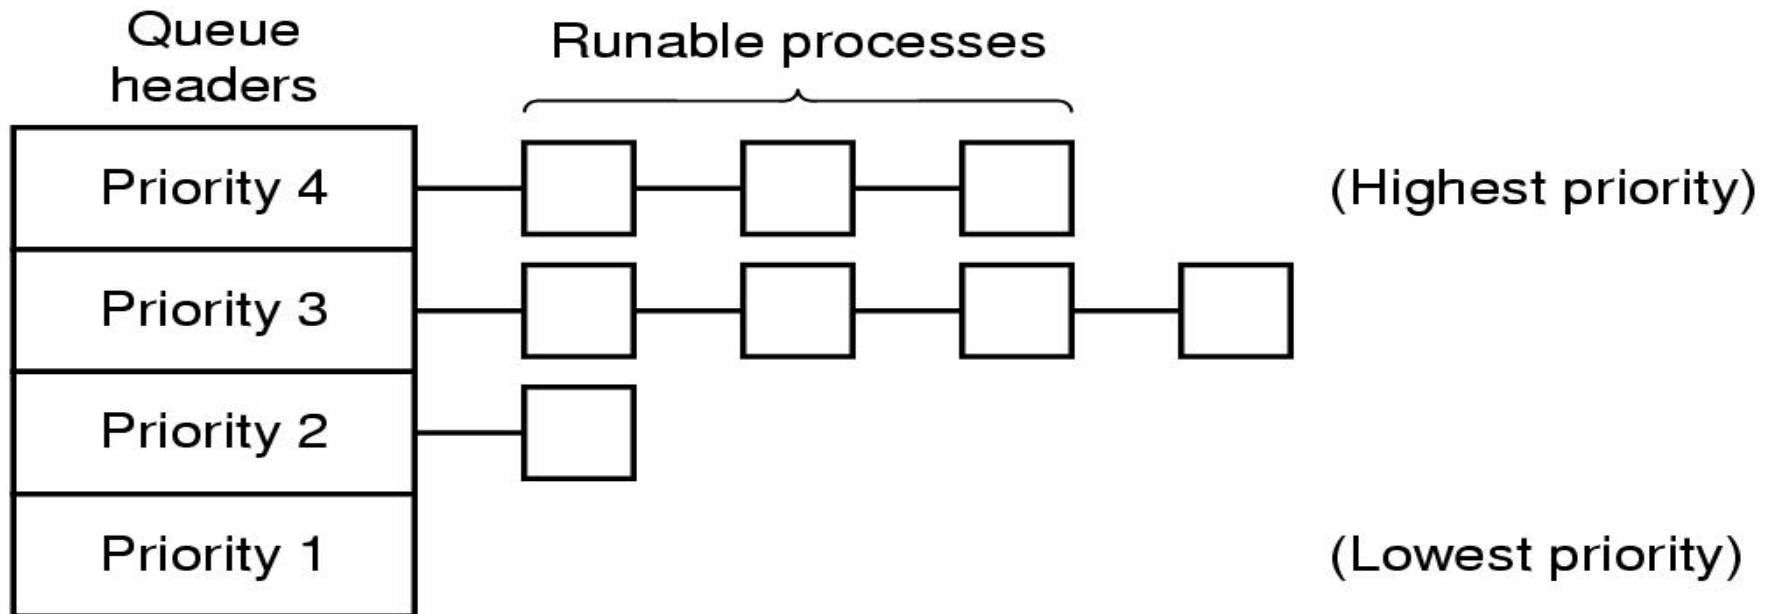 Queue
headers
Runable processes
Priority 4
(Highest priority)
Priority 3
Priority 2
Priority 1
(Lowest priority)